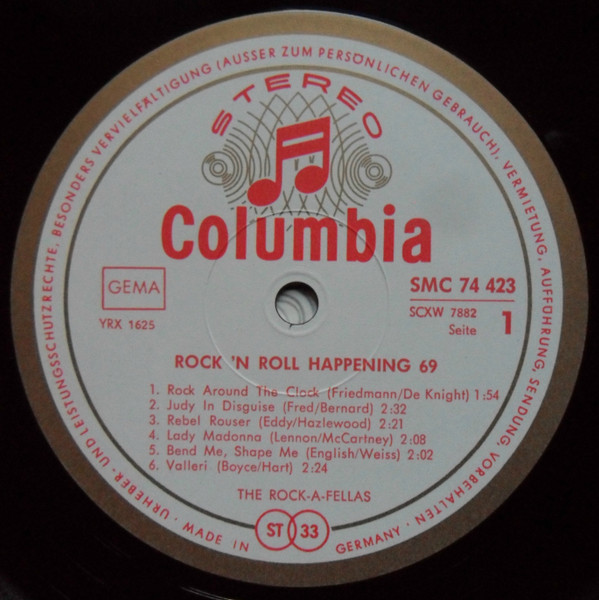 · URHEBER- UND LEISTUNGSSCHUTZRECHTE, BESONDERS VERVIELFÄLTIGUNG (AUSSER ZUM PERSÖNLICHEN GEBRAUCH), VERMIETUNG, AUFFÜHRUNG, SENDUNG, VORBEHALTEN ·
STEREO
Columbia
GEMA
SMC 74 423
YRX 1625
SCXW 7882
Seite 1
ROCK 'N ROLL HAPPENING 69
1. Rock Around The Clock (Friedmann/De Knight) 1:54
2. Judy In Disguise (Fred/Bernard) 2:32
3. Rebel Rouser (Eddy/Hazlewood) 2:21
4. Lady Madonna (Lennon/McCartney) 2:08
5. Bend Me, Shape Me (English/Weiss) 2:02
6. Valleri (Boyce/Hart) 2:24
THE ROCK-A-FELLAS
ST 33
MADE IN GERMANY